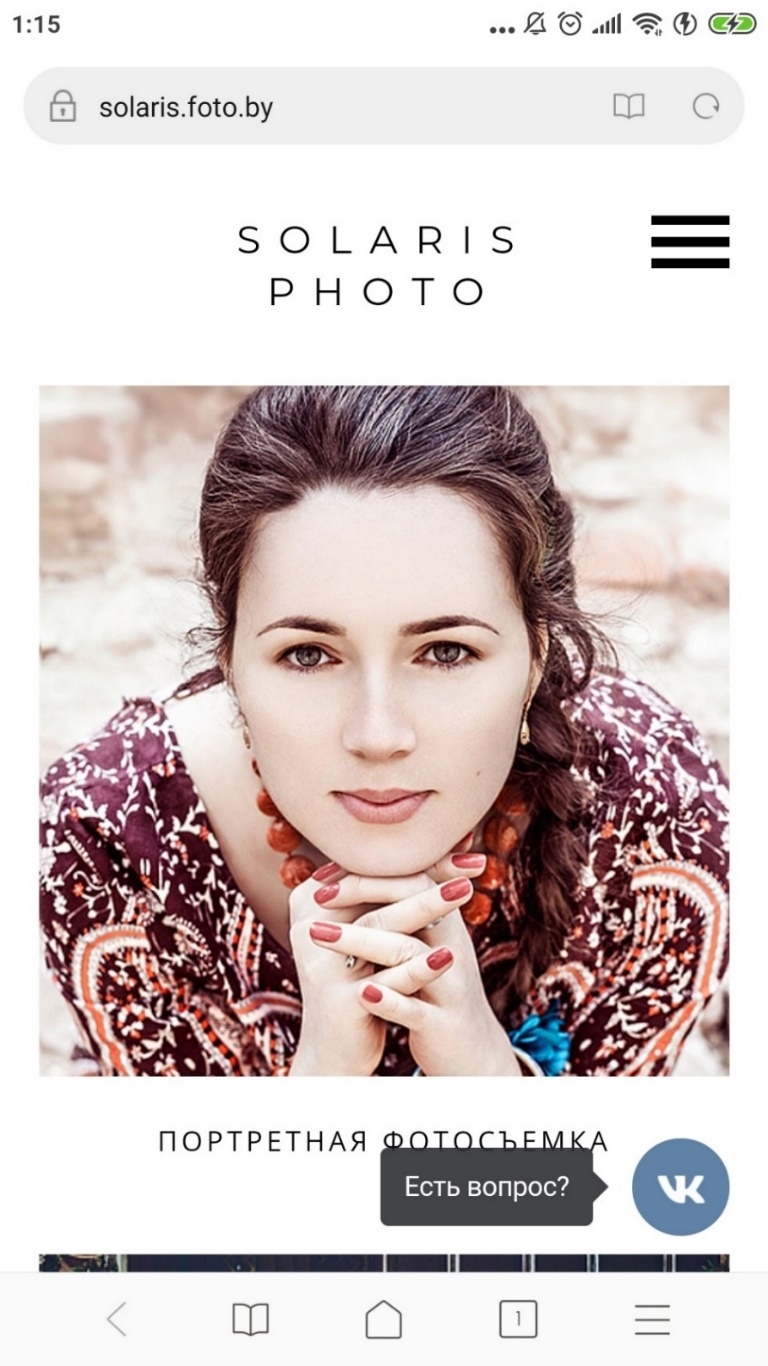 1:15
solaris.foto.by
SOLARIS
PHOTO
ПОРТРЕТНАЯ ФОТОСЪЕМКА
Есть вопрос?
1